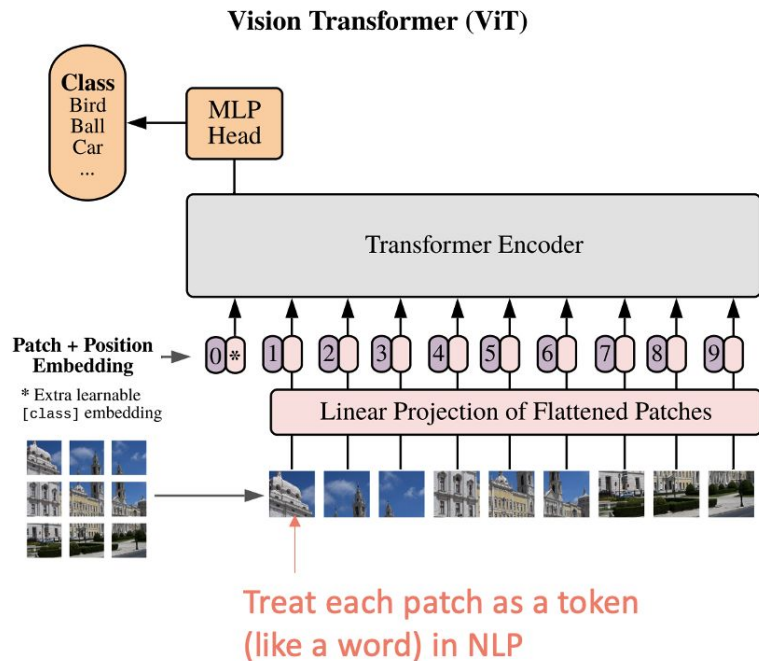 Vision Transformer (ViT)
Class
Bird
Ball
Car
...
MLP
Head
Transformer Encoder
Patch + Position
Embedding
0 * 1 2 3 4 5 6 7 8 9
* Extra learnable
[class] embedding
Linear Projection of Flattened Patches
Treat each patch as a token
(like a word) in NLP